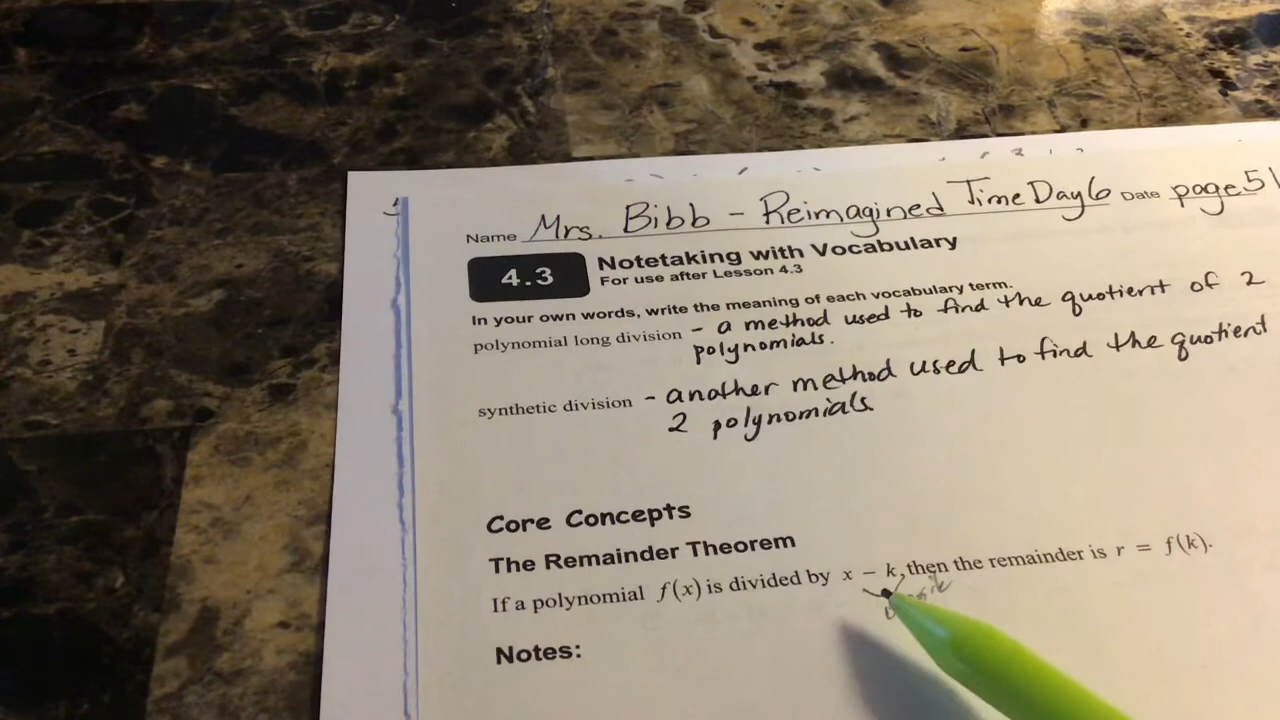 Name Mrs. Bibb - Reimagined Time Day 6 Date page 51
4.3 Notetaking with Vocabulary
For use after Lesson 4.3
In your own words, write the meaning of each vocabulary term.
polynomial long division - a method used to find the quotient of 2
polynomials.
synthetic division - another method used to find the quotient
2 polynomials
Core Concepts
The Remainder Theorem
If a polynomial f(x) is divided by x − k, then the remainder is r = f(k).
Notes: